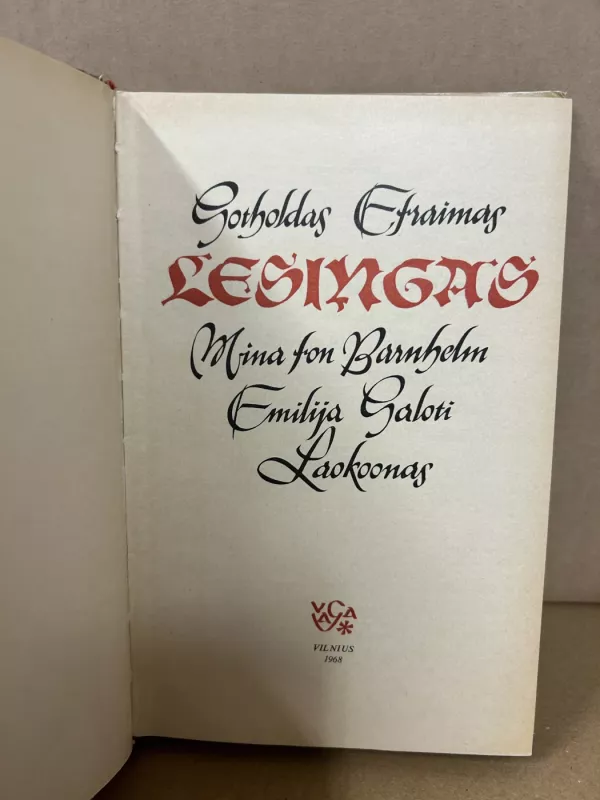 Gotholdas Efraimas
LESINGAS
Mina fon Barnhelm
Emilija Galoti
Laokoonas
VAGA
VILNIUS
1968